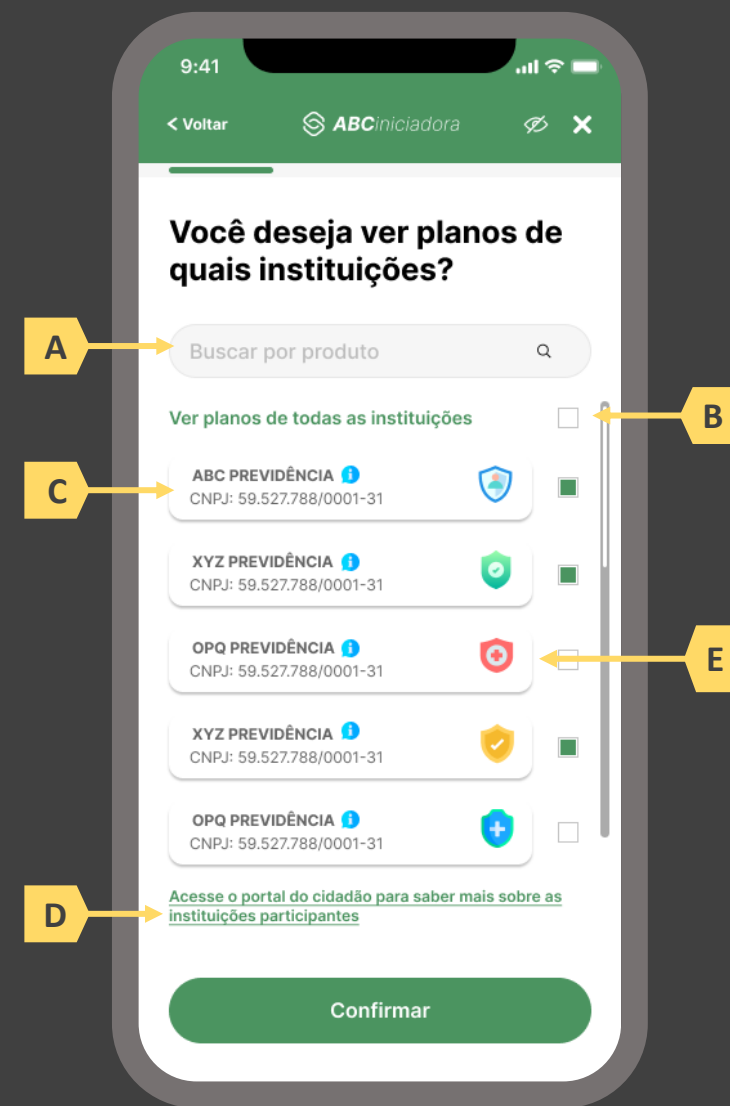 9:41
< Voltar
ABCiniciadora
Você deseja ver planos de
quais instituições?
A
Buscar por produto
Ver planos de todas as instituições
B
C
ABC PREVIDÊNCIA i
CNPJ: 59.527.788/0001-31
XYZ PREVIDÊNCIA i
CNPJ: 59.527.788/0001-31
OPQ PREVIDÊNCIA i
CNPJ: 59.527.788/0001-31
E
XYZ PREVIDÊNCIA i
CNPJ: 59.527.788/0001-31
OPQ PREVIDÊNCIA i
CNPJ: 59.527.788/0001-31
D
Acesse o portal do cidadão para saber mais sobre as
instituições participantes
Confirmar